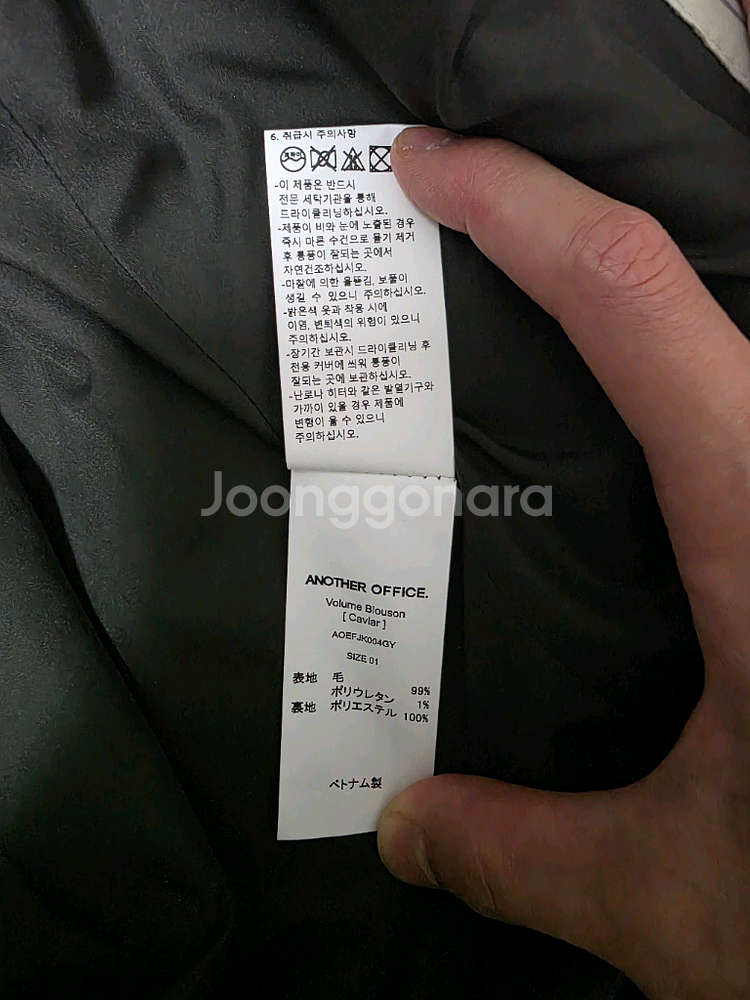 6. 취급시 주의사항
드라이
-이 제품은 반드시
전문 세탁기관을 통해
드라이클리닝하십시오.
-제품이 비와 눈에 노출된 경우
즉시 마른 수건으로 물기 제거
후 통풍이 잘되는 곳에서
자연건조하십시오.
-마찰에 의한 올뜯김, 보풀이
생길 수 있으니 주의하십시오.
-밝은색 옷과 착용 시에
이염, 변퇴색의 위험이 있으니
주의하십시오.
-장기간 보관시 드라이클리닝 후
전용 커버에 씌워 통풍이
잘되는 곳에 보관하십시오.
-난로나 히터와 같은 발열기구와
가까이 있을 경우 제품에
변형이 올 수 있으니
주의하십시오.
Joonggonara
ANOTHER OFFICE.
Volume Blouson
[ Caviar ]
AOEFJK004GY
SIZE 01
表地 毛 99%
ポリウレタン 1%
裏地 ポリエステル 100%
ベトナム製